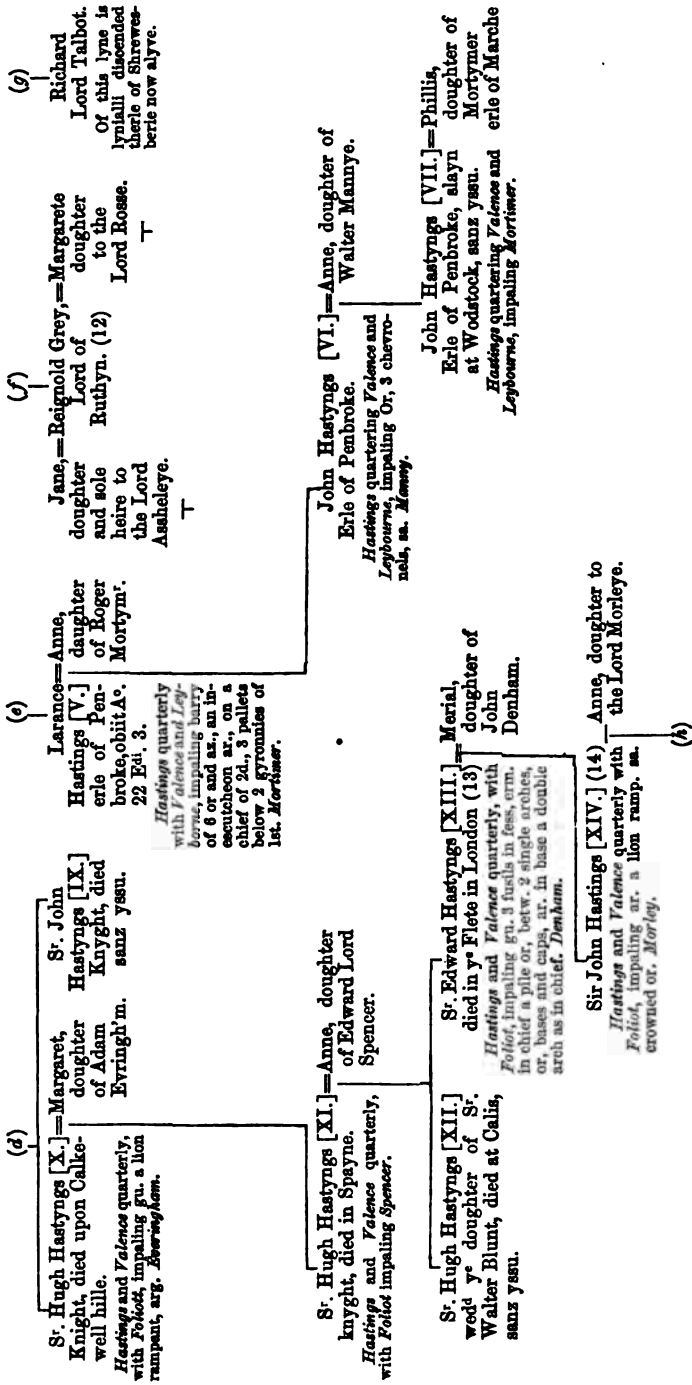 (d)
Sr. Hugh Hastyngs [X.]=Margaret,
Knight, died upon Calke-
well hille.
doughter
of Adam
Evringh'm.
Hastings and Valence quarterly,
with Foliott, impaling gu. a lion
rampant, arg. Everingham.
Sr. John
Hastyngs [IX.]
Knyght, died
sanz yssu.
Sr. Hugh Hastyngs [XI.]=Anne, doughter
knyght, died in Spayne.
of Edward Lord
Spencer.
Hastings and Valence quarterly,
with Foliot impaling Spencer.
Sr. Hugh Hastyngs [XII.]
wedd ye doughter of Sr.
Walter Blunt, died at Calis,
sanz yssu.
Sr. Edward Hastyngs [XIII.]=Merial,
died in ye Flete in London (13)
doughter of
John
Denham.
Hastings and Valence quarterly, with
Foliot, impaling gu. 3 fusils in fess, erm.
in chief a pile or, betw. 2 single arches,
or, bases and caps, ar. in base a double
arch as in chief. Denham.
Sir John Hastings [XIV.] (14) = Anne, doughter to
the Lord Morleye.
Hastings and Valence quarterly with
Foliot, impaling ar. a lion ramp. sa.
crowned or. Morley.
(h)
(e)
Larance=Anne,
Hastings [V.]
erle of Pen-
broke, obiit Ao.
22 Edi. 3.
daughter
of Roger
Mortymr.
Hastings quarterly
with Valence and Ley-
borne, impaling barry
of 6 or and az., an in-
escutcheon ar., on a
chief of 2d., 3 pallets
below 2 gyronnies of
1st. Mortimer.
John Hastyngs [VI.]=Anne, daughter of
Erle of Penbroke.
Walter Mannye.
Hastings quartering Valence and
Leybourne, impaling Or, 3 chevro-
nels, sa. Manny.
John Hastyngs [VII.]=Phillis,
Erle of Penbroke, slayn
at Wodstock, sanz yssu.
doughter of
Mortymer
erle of Marche
Hastings quartering Valence and
Leybourne, impaling Mortimer.
(f)
Jane,=Reignold Grey,=Margarete
doughter
and sole
heire to
the Lord
Assheleye.
Lord of
Ruthyn. (12)
doughter
to the
Lord Rosse.
(g)
Richard
Lord Talbot.
Of this lyne is
lynialli discended
therle of Shrewes-
berie now alyve.